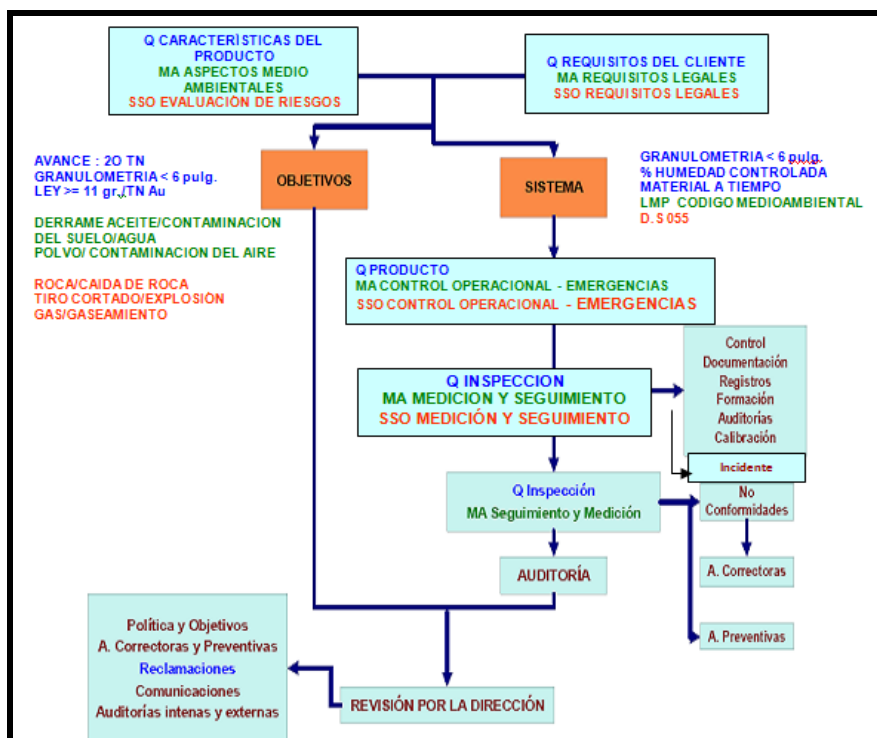 Q CARACTERÌSTICAS DEL
PRODUCTO
MA ASPECTOS MEDIO
AMBIENTALES
SSO EVALUACIÒN DE RIESGOS
Q REQUISITOS DEL CLIENTE
MA REQUISITOS LEGALES
SSO REQUISITOS LEGALES
AVANCE : 2O TN
GRANULOMETRIA < 6 pulg.
LEY >= 11 gr./TN Au
DERRAME ACEITE/CONTAMINACION
DEL SUELO/AGUA
POLVO/ CONTAMINACION DEL AIRE
ROCA/CAIDA DE ROCA
TIRO CORTADO/EXPLOSIÒN
GAS/GASEAMIENTO
OBJETIVOS
SISTEMA
GRANULOMETRIA < 6 pulg.
% HUMEDAD CONTROLADA
MATERIAL A TIEMPO
LMP CODIGO MEDIOAMBIENTAL
D.S 055
Q PRODUCTO
MA CONTROL OPERACIONAL - EMERGENCIAS
SSO CONTROL OPERACIONAL - EMERGENCIAS
Q INSPECCION
MA MEDICION Y SEGUIMIENTO
SSO MEDICIÓN Y SEGUIMIENTO
Control
Documentación
Registros
Formación
Auditorías
Calibración
Incidente
Q Inspección
MA Seguimiento y Medición
No
Conformidades
AUDITORÍA
A. Correctoras
A. Preventivas
Política y Objetivos
A. Correctoras y Preventivas
Reclamaciones
Comunicaciones
Auditorías intenas y externas
REVISIÓN POR LA DIRECCIÓN